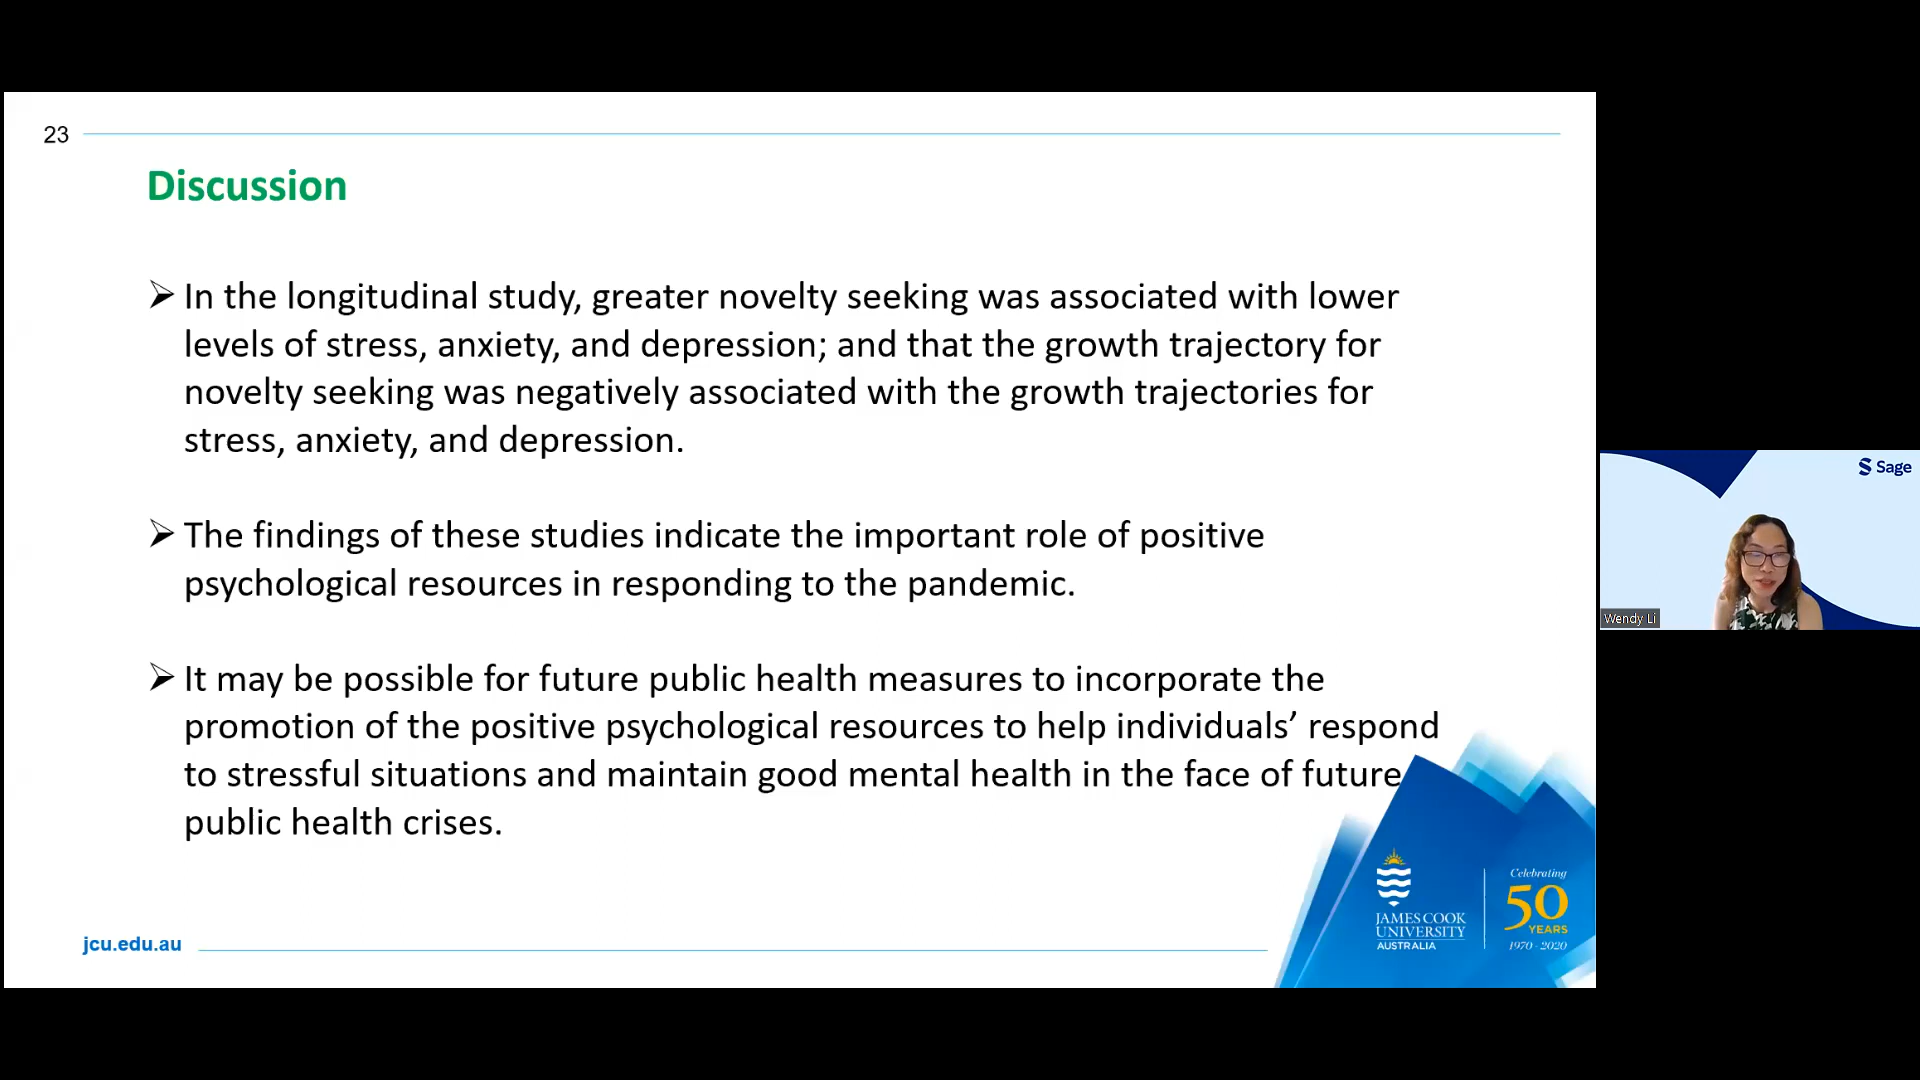 23
Discussion
➢ In the longitudinal study, greater novelty seeking was associated with lower
levels of stress, anxiety, and depression; and that the growth trajectory for
novelty seeking was negatively associated with the growth trajectories for
stress, anxiety, and depression.
➢ The findings of these studies indicate the important role of positive
psychological resources in responding to the pandemic.
➢ It may be possible for future public health measures to incorporate the
promotion of the positive psychological resources to help individuals’ respond
to stressful situations and maintain good mental health in the face of future
public health crises.
jcu.edu.au
JAMES COOK
UNIVERSITY
AUSTRALIA
Celebrating
50
YEARS
1970 - 2020
Sage
Wendy Li